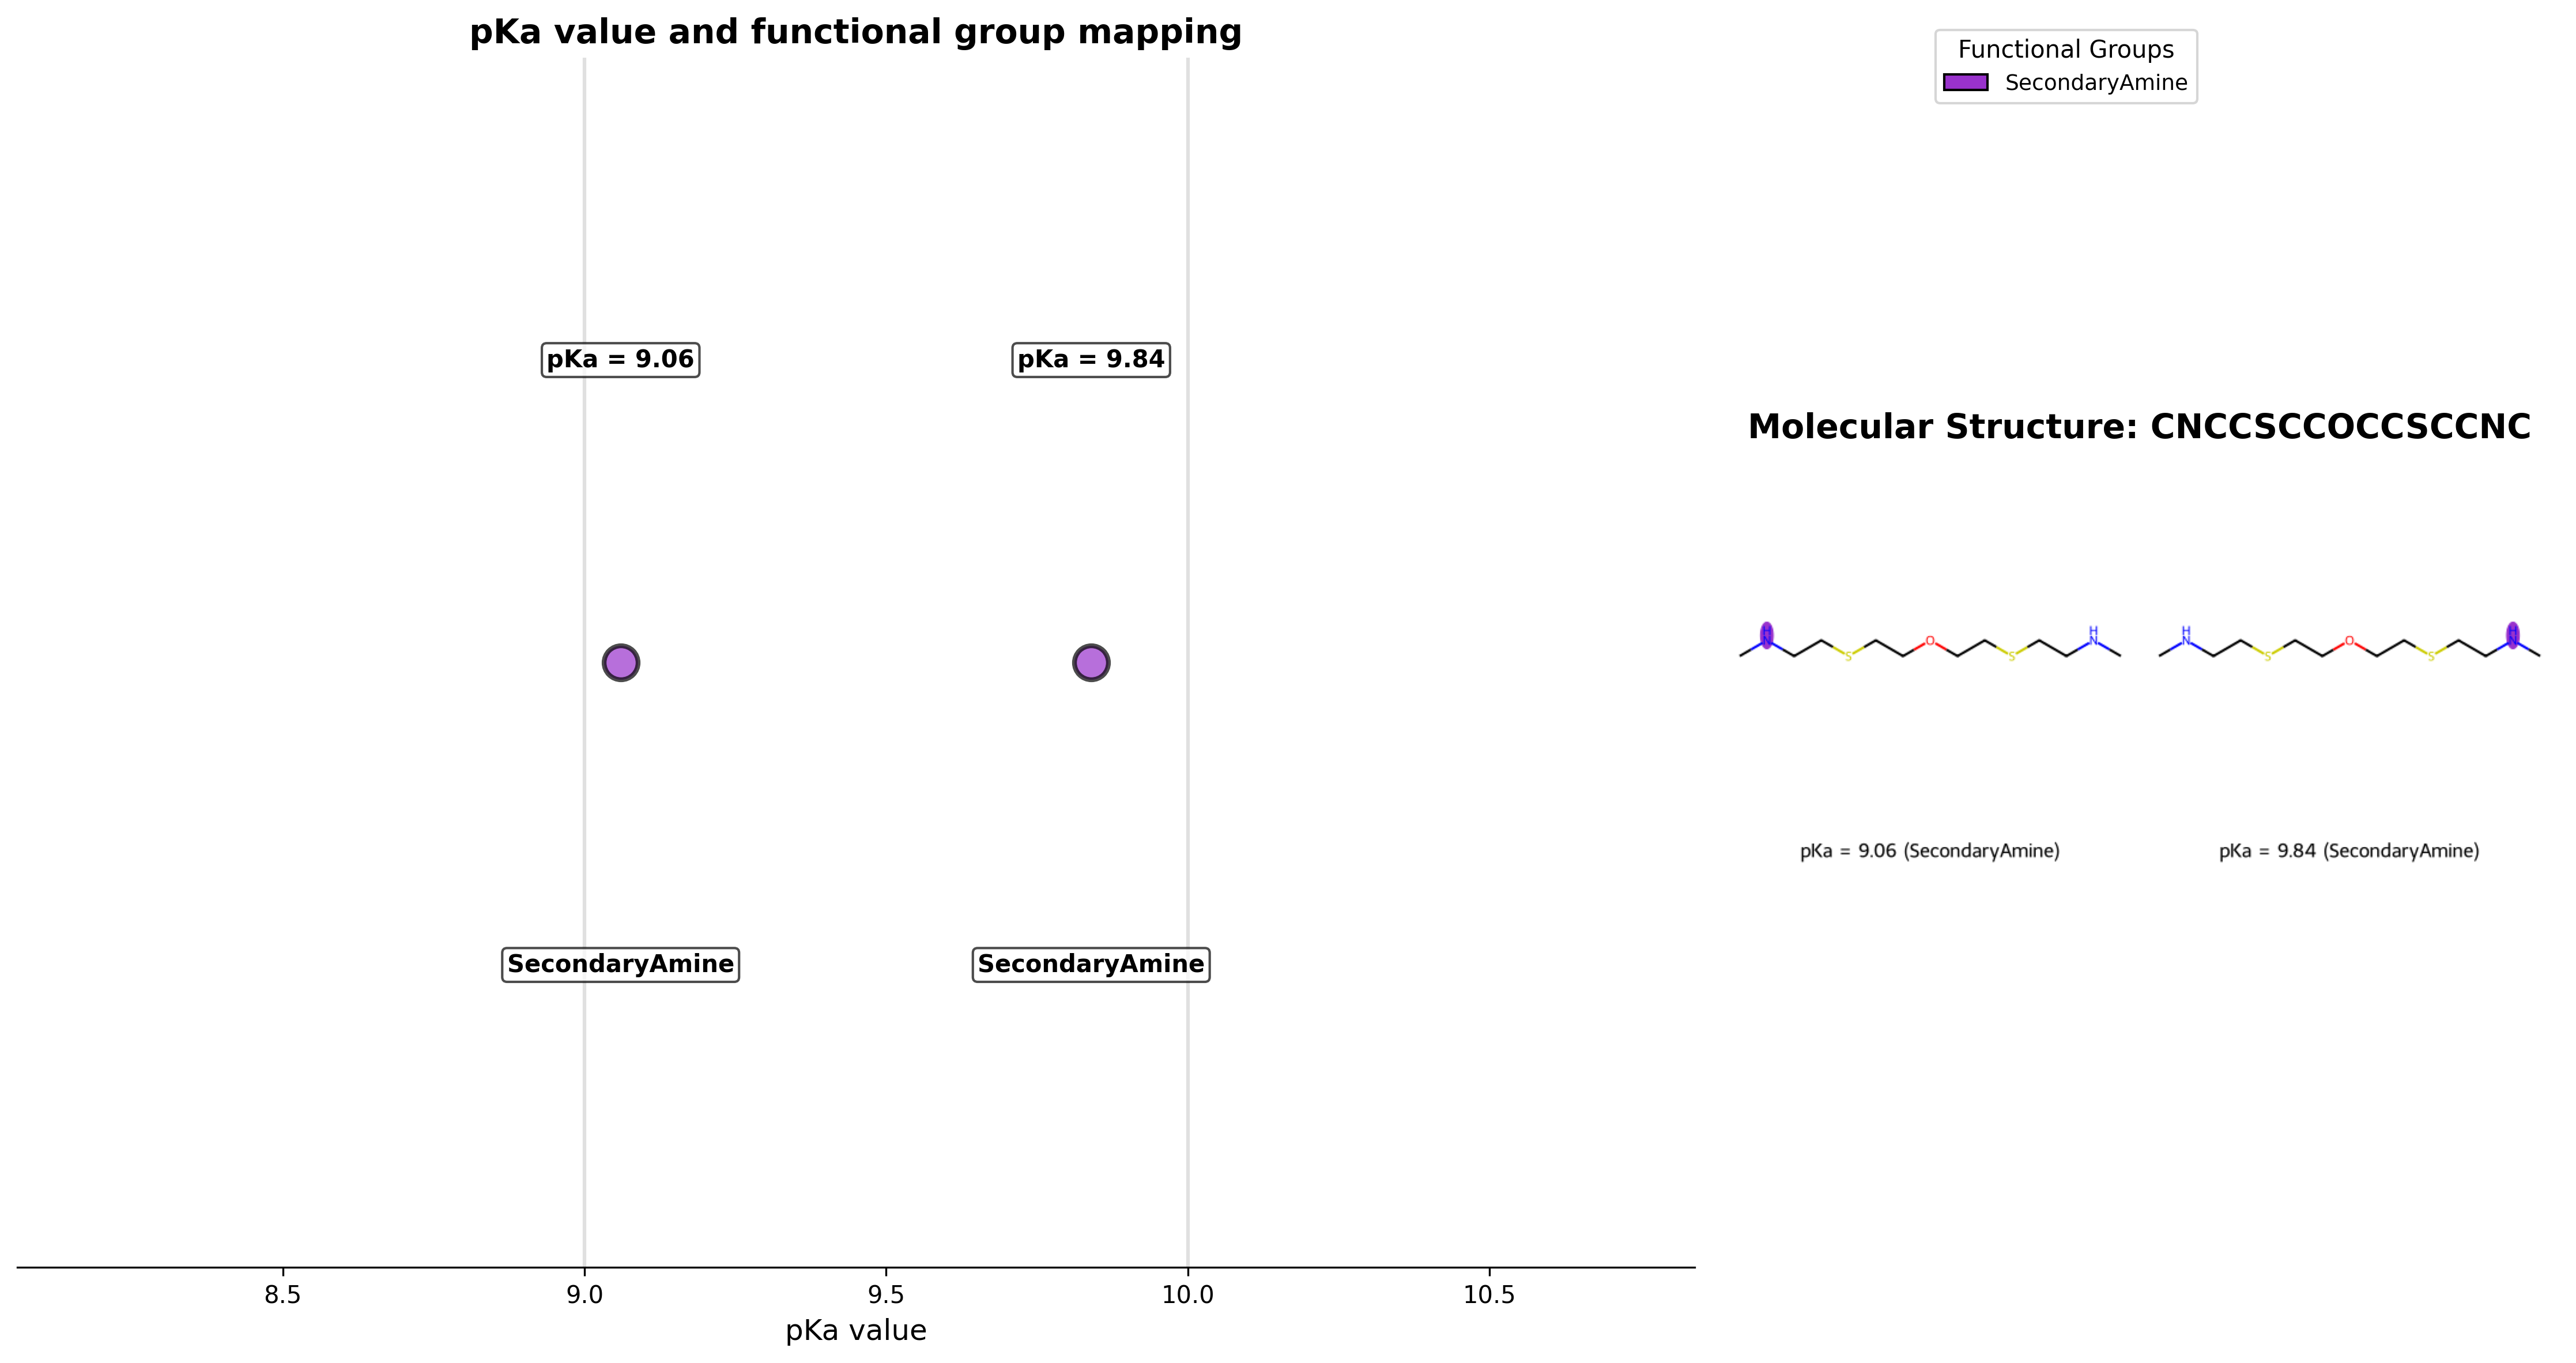 pKa value and functional group mapping
Functional Groups
SecondaryAmine
pKa = 9.06
pKa = 9.84
SecondaryAmine
SecondaryAmine
8.5
9.0
9.5
10.0
10.5
pKa value
Molecular Structure: CNCCSCCOCCSCCNC
H
N
S
O
S
H
N
H
N
S
O
S
H
N
pKa = 9.06 (SecondaryAmine)
pKa = 9.84 (SecondaryAmine)